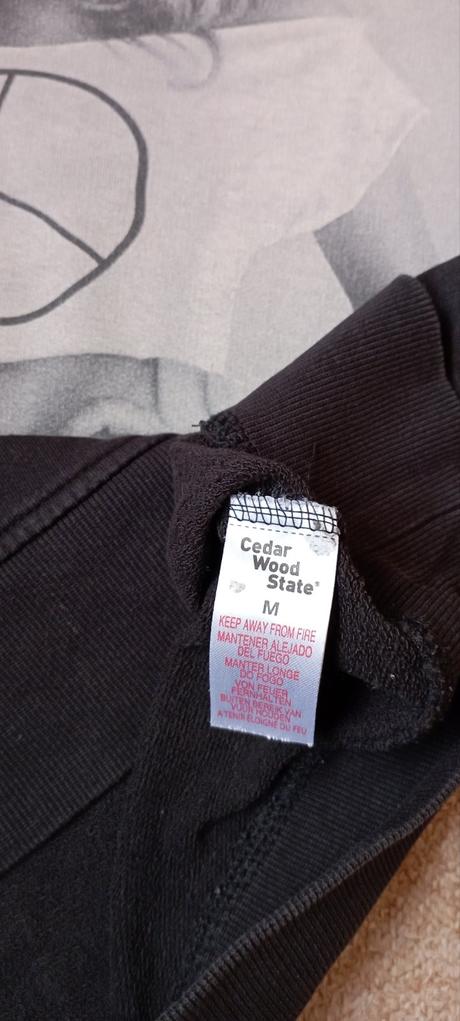 Cedar
Wood
State®
M
KEEP AWAY FROM FIRE
MANTENER ALEJADO
DEL FUEGO
MANTER LONGE
DO FOGO
VON FEUER
FERNHALTEN
BUITEN BEREIK VAN
VUUR HOUDEN
A TENIR ÉLOIGNÉ DU FEU